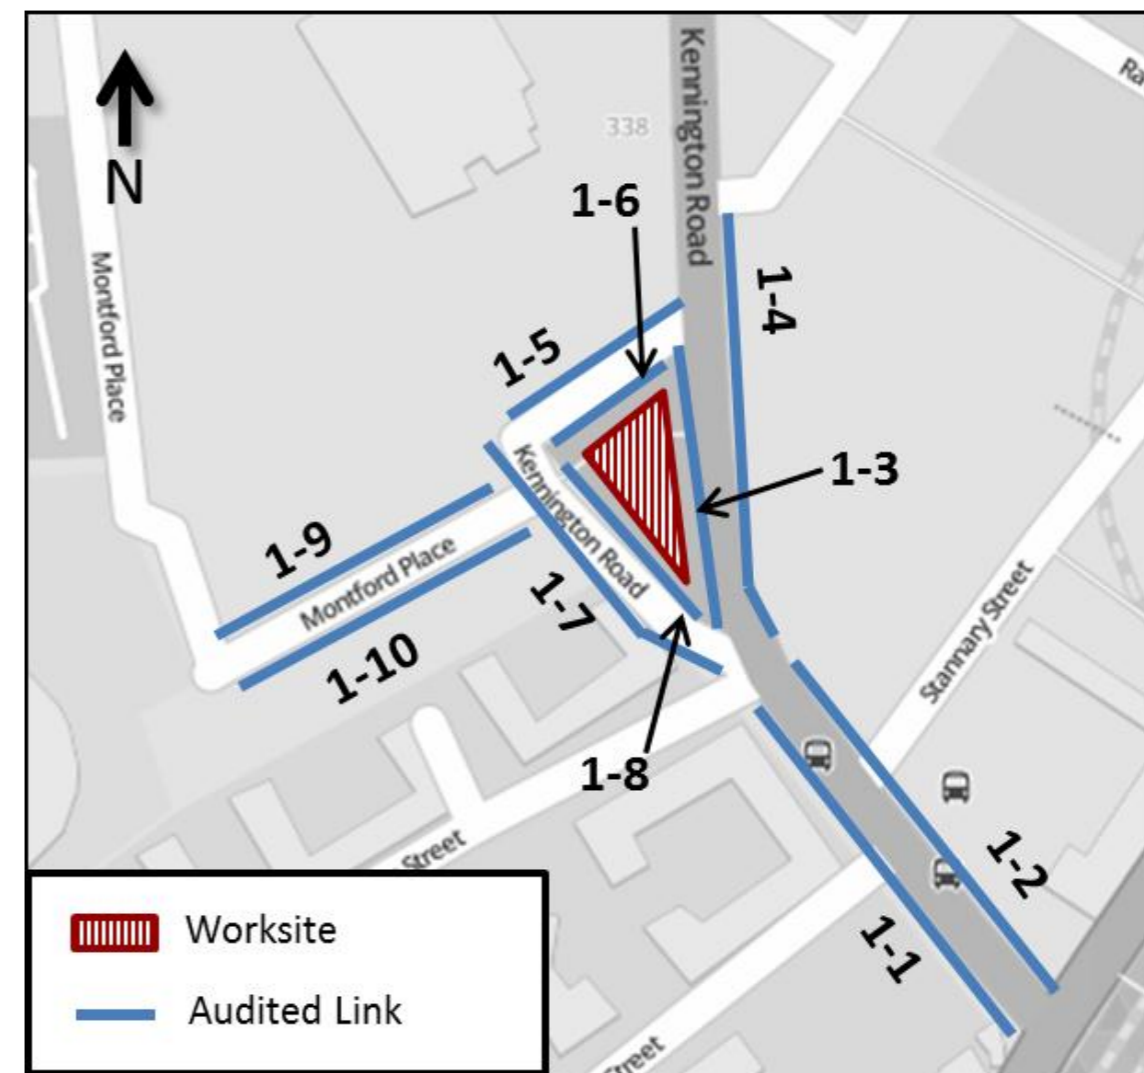 Kennington Road
Ra
338
N
1-6
1-4
Montford Place
1-5
Kennington Road
1-3
1-9
Montford Place
1-7
1-10
Stannary Street
1-8
Street
1-2
1-1
Worksite
Audited Link
treet